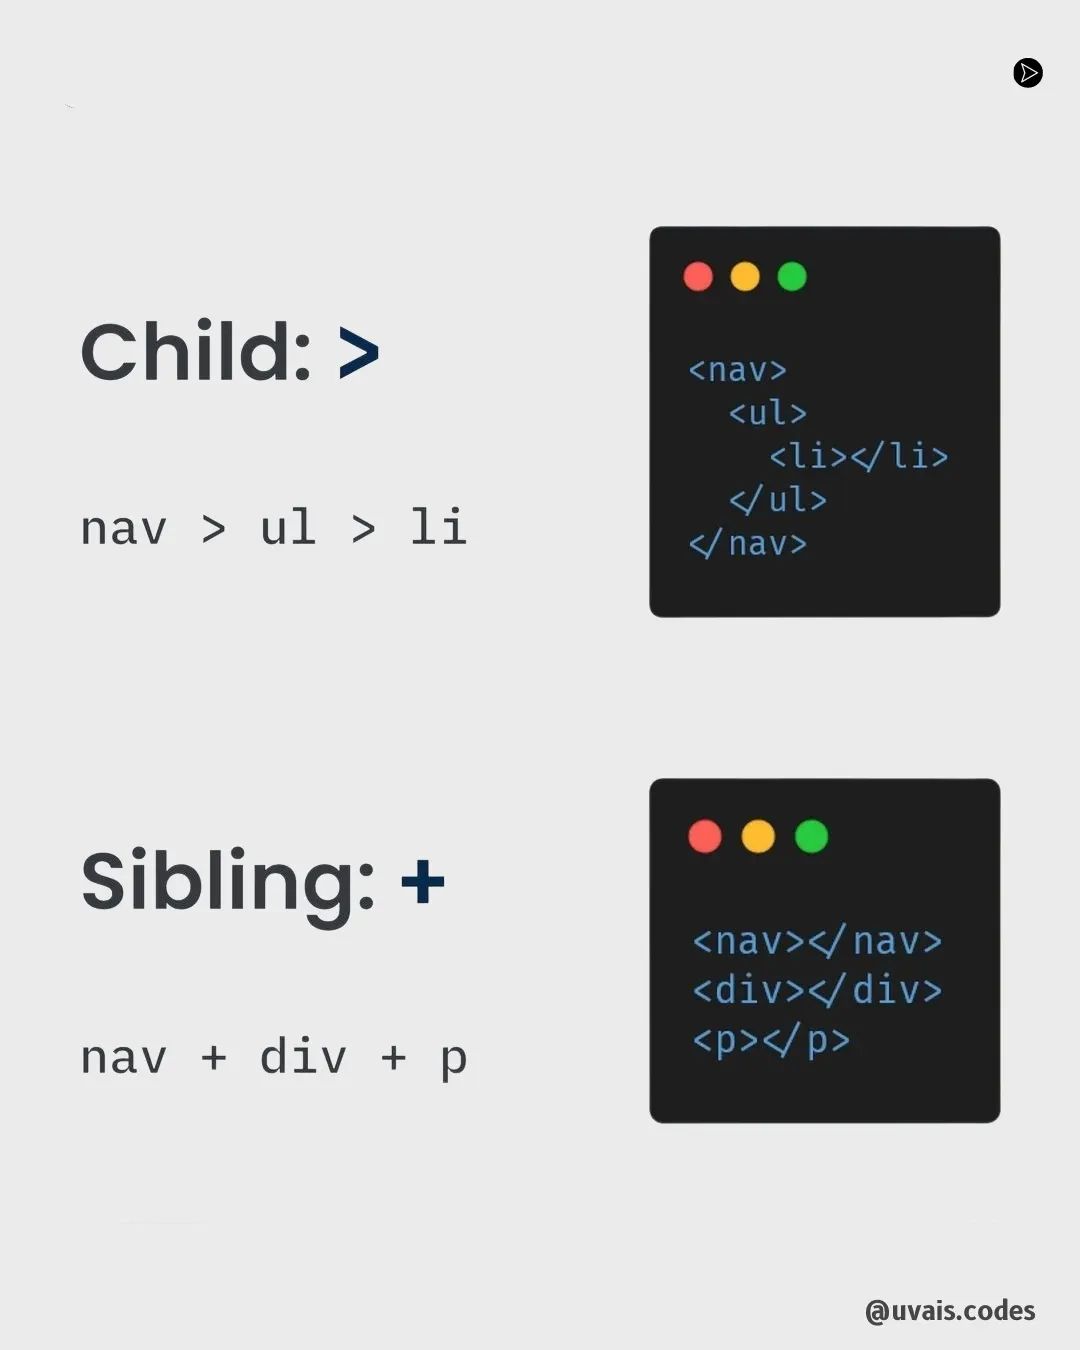 Child: >
nav > ul > li
<nav>
<ul>
<li></li>
</ul>
</nav>
Sibling: +
nav + div + p
<nav></nav>
<div></div>
<p></p>
@uvais.codes